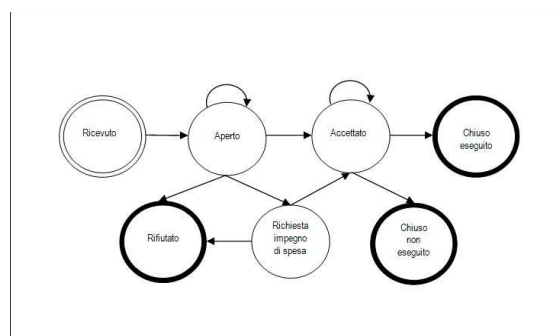 Ricevuto
Aperto
Accettato
Chiuso
eseguito
Rifiutato
Richiesta
impegno
di spesa
Chiuso
non
eseguito